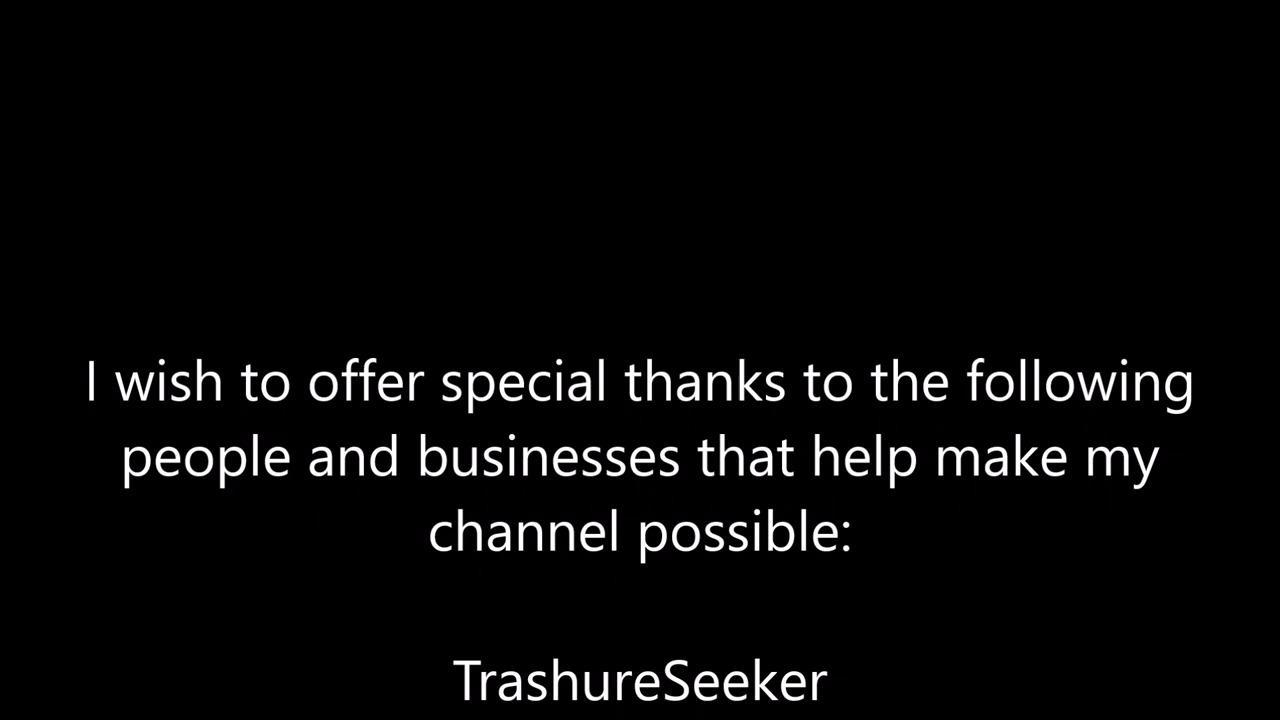 I wish to offer special thanks to the following
people and businesses that help make my
channel possible:
TrashureSeeker